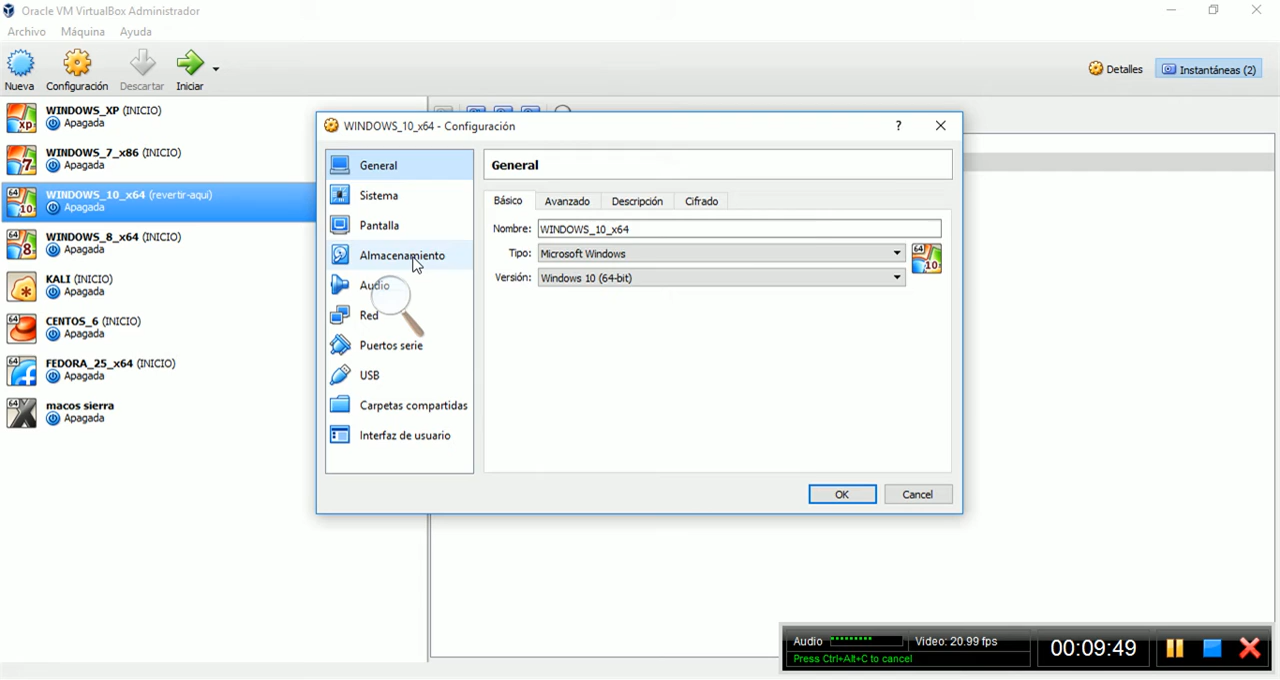 Oracle VM VirtualBox Administrador
Archivo Máquina Ayuda
Nueva Configuración Descartar Iniciar
Detalles Instantáneas (2)
WINDOWS_XP (INICIO)
Apagada
WINDOWS_7_x86 (INICIO)
Apagada
WINDOWS_10_x64 (revertir-aqui)
Apagada
WINDOWS_8_x64 (INICIO)
Apagada
KALI (INICIO)
Apagada
CENTOS_6 (INICIO)
Apagada
FEDORA_25_x64 (INICIO)
Apagada
macos sierra
Apagada
WINDOWS_10_x64 - Configuración
General
Sistema
Pantalla
Almacenamiento
Audio
Red
Puertos serie
USB
Carpetas compartidas
Interfaz de usuario
General
Básico Avanzado Descripción Cifrado
Nombre: WINDOWS_10_x64
Tipo: Microsoft Windows
Versión: Windows 10 (64-bit)
64
10
OK Cancel
Audio Video: 20.99 fps
Press Ctrl+Alt+C to cancel
00:09:49